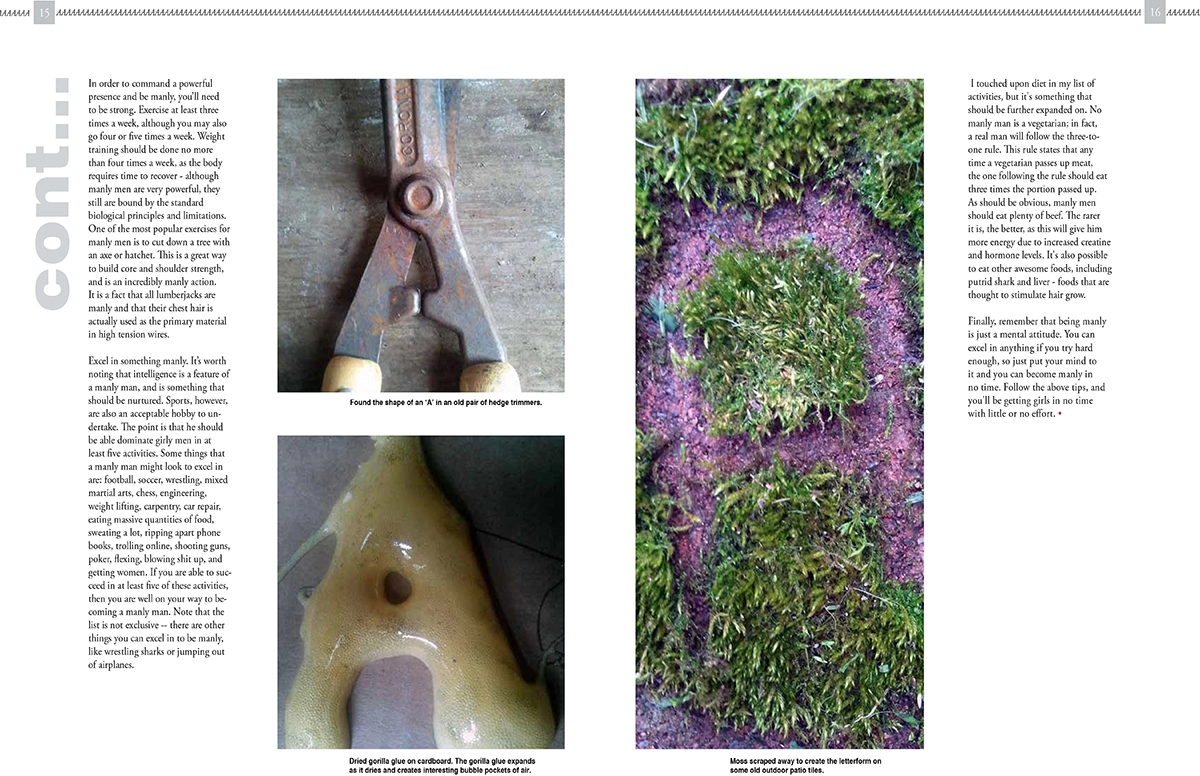 15
16
cont...
In order to command a powerful
presence and be manly, you'll need
to be strong. Exercise at least three
times a week, although you may also
go four or five times a week. Weight
training should be done no more
than four times a week, as the body
requires time to recover - although
manly men are very powerful, they
still are bound by the standard
biological principles and limitations.
One of the most popular exercises for
manly men is to cut down a tree with
an axe or hatchet. This is a great way
to build core and shoulder strength,
and is an incredibly manly action.
It is a fact that all lumberjacks are
manly and that their chest hair is
actually used as the primary material
in high tension wires.
Excel in something manly. It's worth
noting that intelligence is a feature of
a manly man, and is something that
should be nurtured. Sports, however,
are also an acceptable hobby to un-
dertake. The point is that he should
be able dominate girly men in at
least five activities. Some things that
a manly man might look to excel in
are: football, soccer, wrestling, mixed
martial arts, chess, engineering,
weight lifting, carpentry, car repair,
eating massive quantities of food,
sweating a lot, ripping apart phone
books, trolling online, shooting guns,
poker, flexing, blowing shit up, and
getting women. If you are able to suc-
ceed in at least five of these activities,
then you are well on your way to be-
coming a manly man. Note that the
list is not exclusive -- there are other
things you can excel in to be manly,
like wrestling sharks or jumping out
of airplanes.
Found the shape of an 'A' in an old pair of hedge trimmers.
Dried gorilla glue on cardboard. The gorilla glue expands
as it dries and creates interesting bubble pockets of air.
Moss scraped away to create the letterform on
some old outdoor patio tiles.
I touched upon diet in my list of
activities, but it's something that
should be further expanded on. No
manly man is a vegetarian; in fact,
a real man will follow the three-to-
one rule. This rule states that any
time a vegetarian passes up meat,
the one following the rule should eat
three times the portion passed up.
As should be obvious, manly men
should eat plenty of beef. The rarer
it is, the better, as this will give him
more energy due to increased creatine
and hormone levels. It's also possible
to eat other awesome foods, including
putrid shark and liver - foods that are
thought to stimulate hair grow.
Finally, remember that being manly
is just a mental attitude. You can
excel in anything if you try hard
enough, so just put your mind to
it and you can become manly in
no time. Follow the above tips, and
you'll be getting girls in no time
with little or no effort.